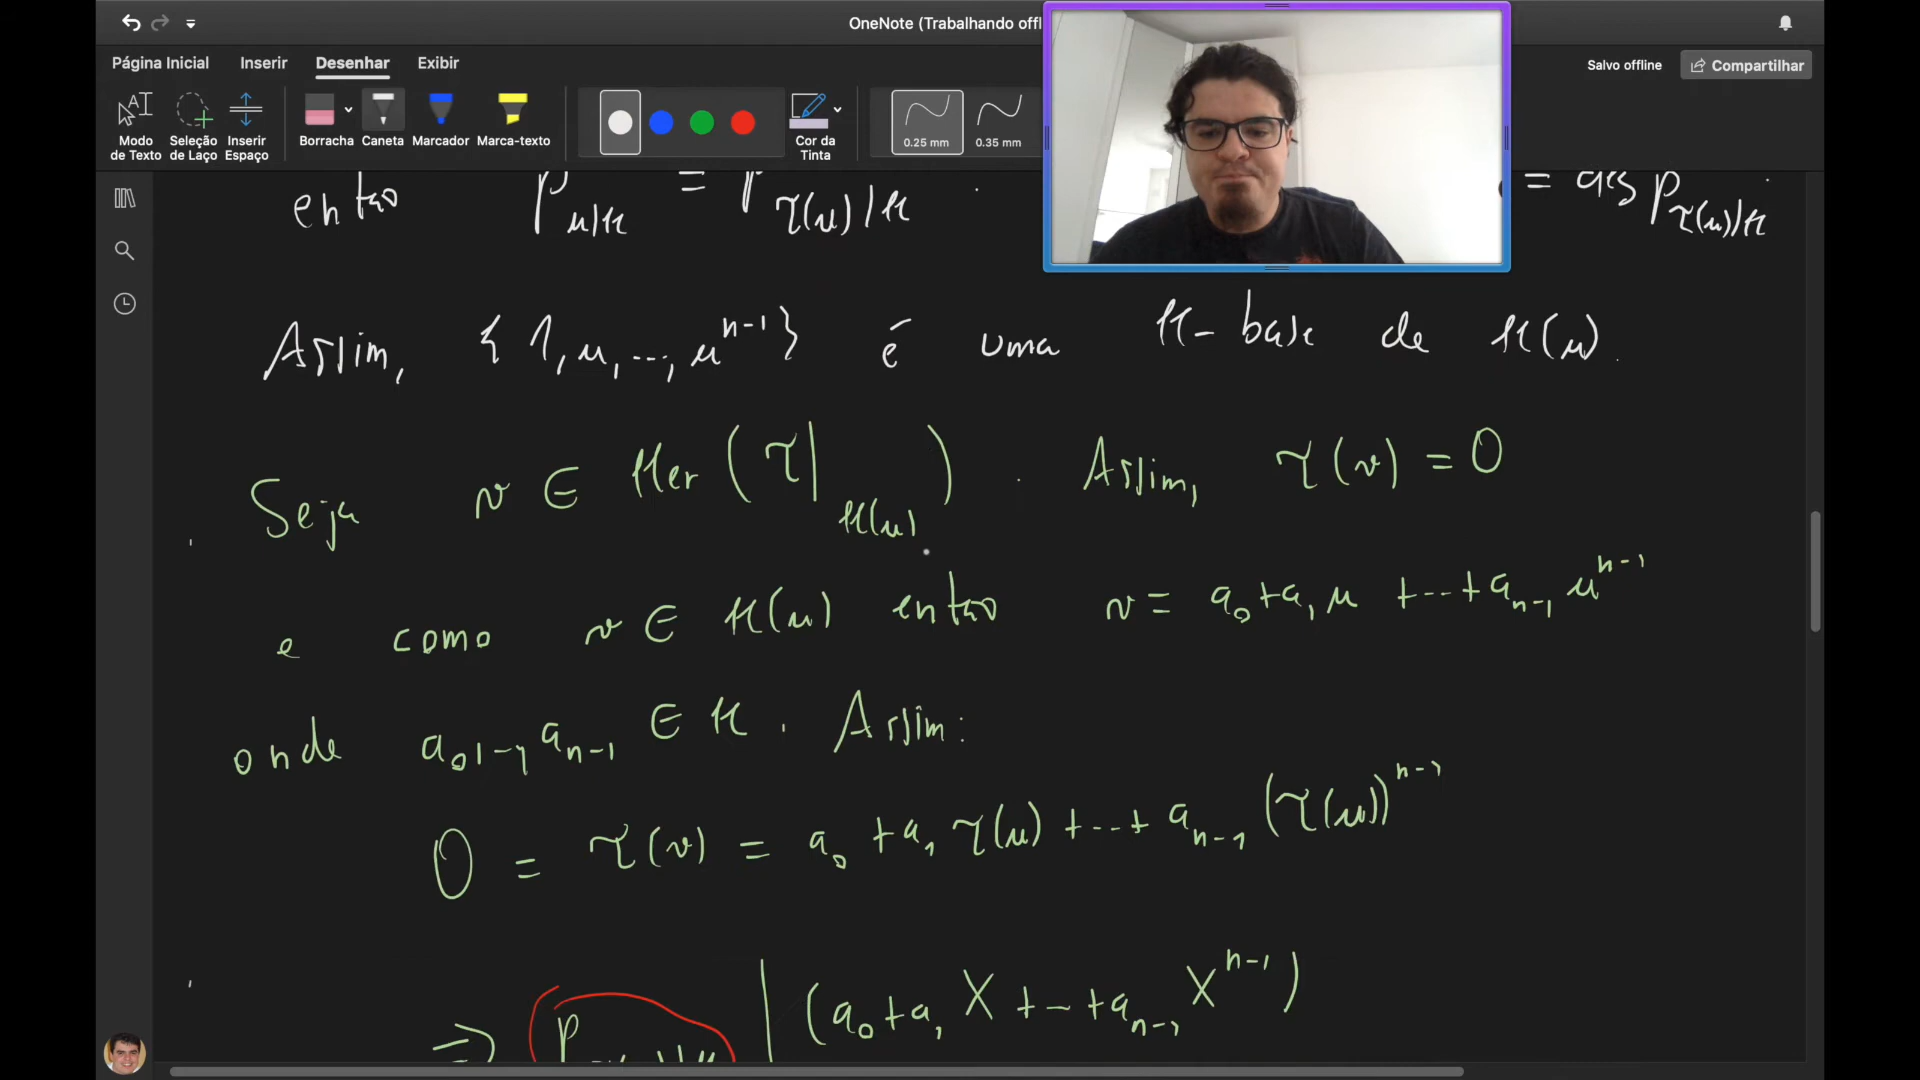 OneNote (Trabalhando offl
Página Inicial Inserir Desenhar Exibir
Salvo offline Compartilhar
Modo de Texto
Seleção de Laço
Inserir Espaço
Borracha Caneta Marcador Marca-texto
Cor da Tinta
0.25 mm 0.35 mm
então p_{u|K} = p_{τ(u)|K} . = p_{τ(u)|K}
Assim, {1, u, ..., u^{n-1}} é uma K-base de K(u).
Seja v ∈ Ker (τ|_{K(u)}) . Assim, τ(v) = 0
e como v ∈ K(u) então v = a_0 + a_1 u + ... + a_{n-1} u^{n-1}
onde a_0, ..., a_{n-1} ∈ K . Assim:
0 = τ(v) = a_0 + a_1 τ(u) + ... + a_{n-1} (τ(u))^{n-1}
⇒ p | (a_0 + a_1 X + ... + a_{n-1} X^{n-1})